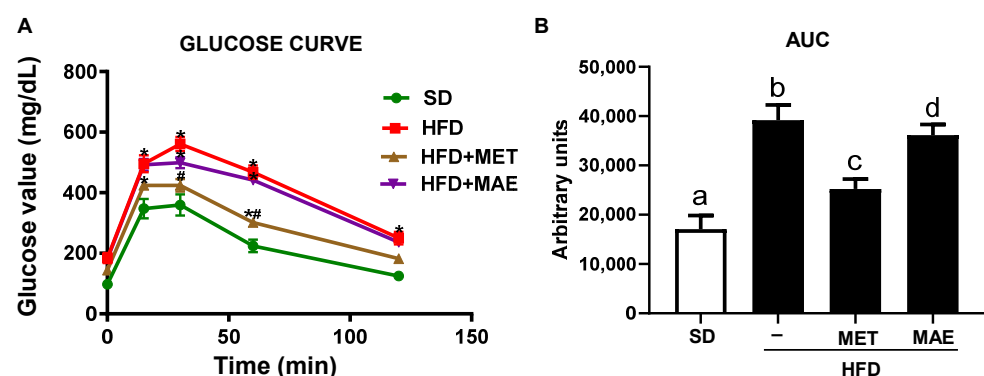 A
GLUCOSE CURVE
Glucose value (mg/dL)
800
600
400
200
0
0
50
100
150
Time (min)
SD
HFD
HFD+MET
HFD+MAE
*
*
*
*
*
#
*
*
*#
*
B
AUC
Arbitrary units
50,000
40,000
30,000
20,000
10,000
0
a
b
c
d
SD
–
MET
MAE
HFD